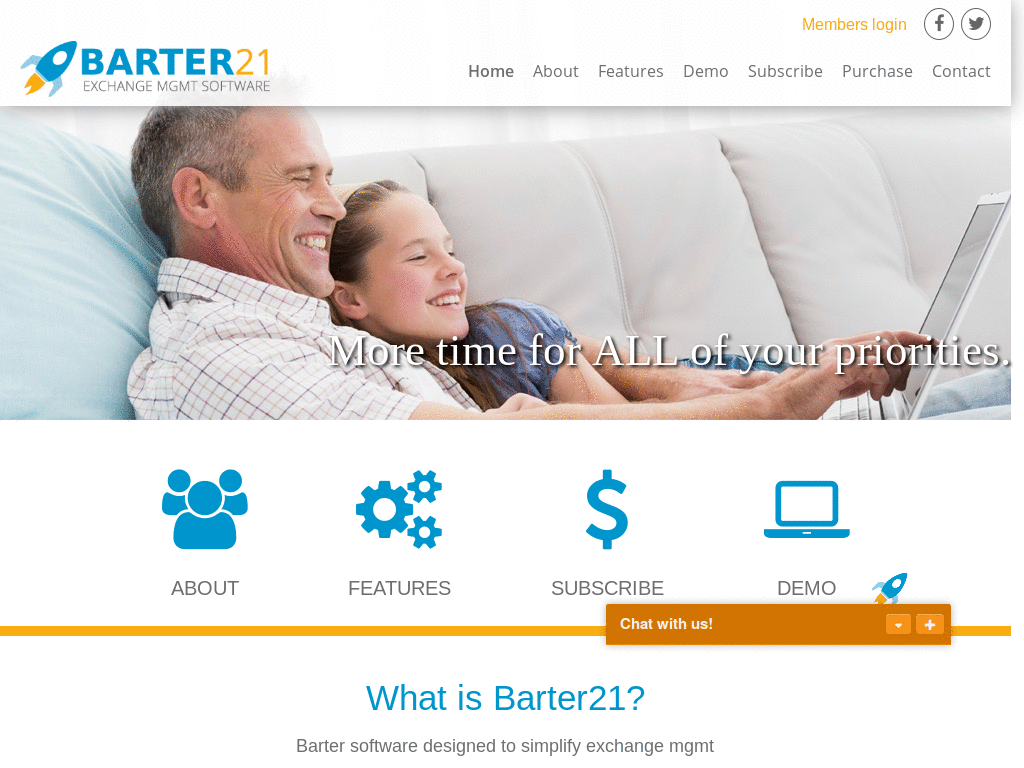 Members login
BARTER21
EXCHANGE MGMT SOFTWARE
Home About Features Demo Subscribe Purchase Contact
More time for ALL of your priorities.
ABOUT FEATURES SUBSCRIBE DEMO
Chat with us!
What is Barter21?
Barter software designed to simplify exchange mgmt